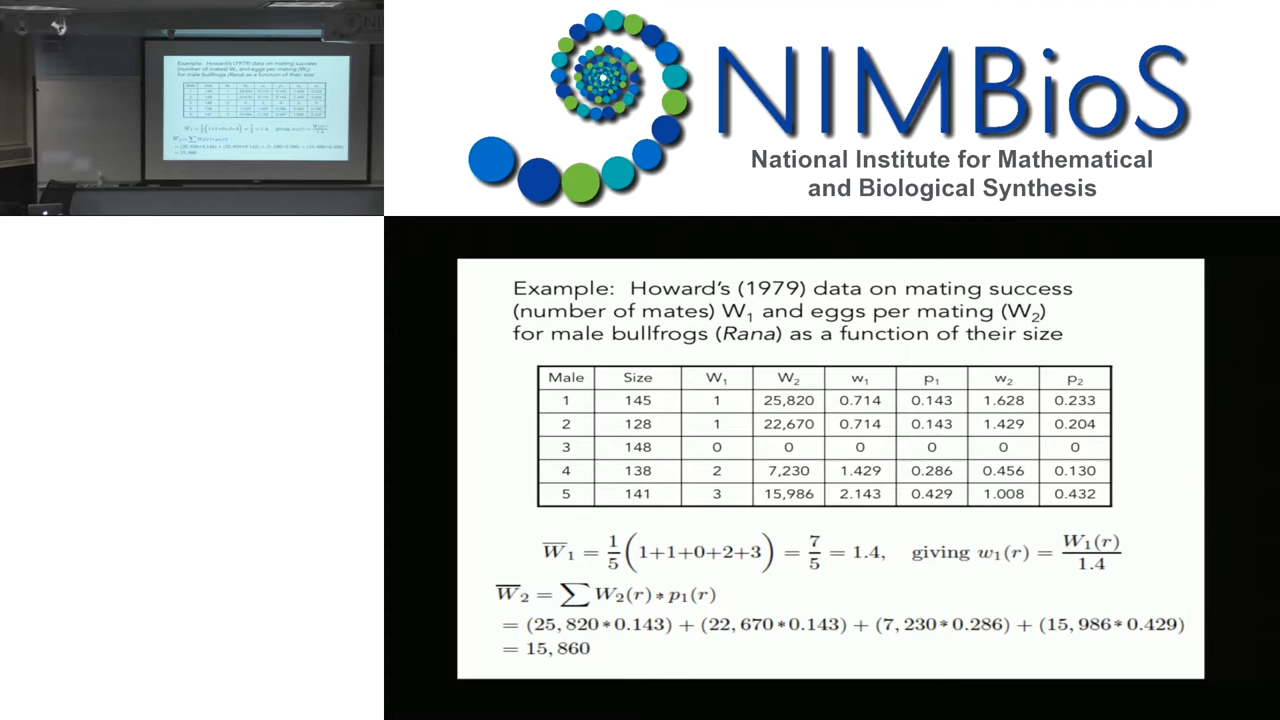 NIMBioS
National Institute for Mathematical
and Biological Synthesis
Example: Howard's (1979) data on mating success
(number of mates) W₁ and eggs per mating (W₂)
for male bullfrogs (Rana) as a function of their size
Male Size W₁ W₂ w₁ p₁ w₂ p₂
1 145 1 25,820 0.714 0.143 1.628 0.233
2 128 1 22,670 0.714 0.143 1.429 0.204
3 148 0 0 0 0 0 0
4 138 2 7,230 1.429 0.286 0.456 0.130
5 141 3 15,986 2.143 0.429 1.008 0.432
W̅₁ = 1/5 (1+1+0+2+3) = 7/5 = 1.4, giving w₁(r) = W₁(r)/1.4
W̅₂ = ∑ W₂(r) * p₁(r)
= (25, 820 * 0.143) + (22, 670 * 0.143) + (7, 230 * 0.286) + (15, 986 * 0.429)
= 15, 860